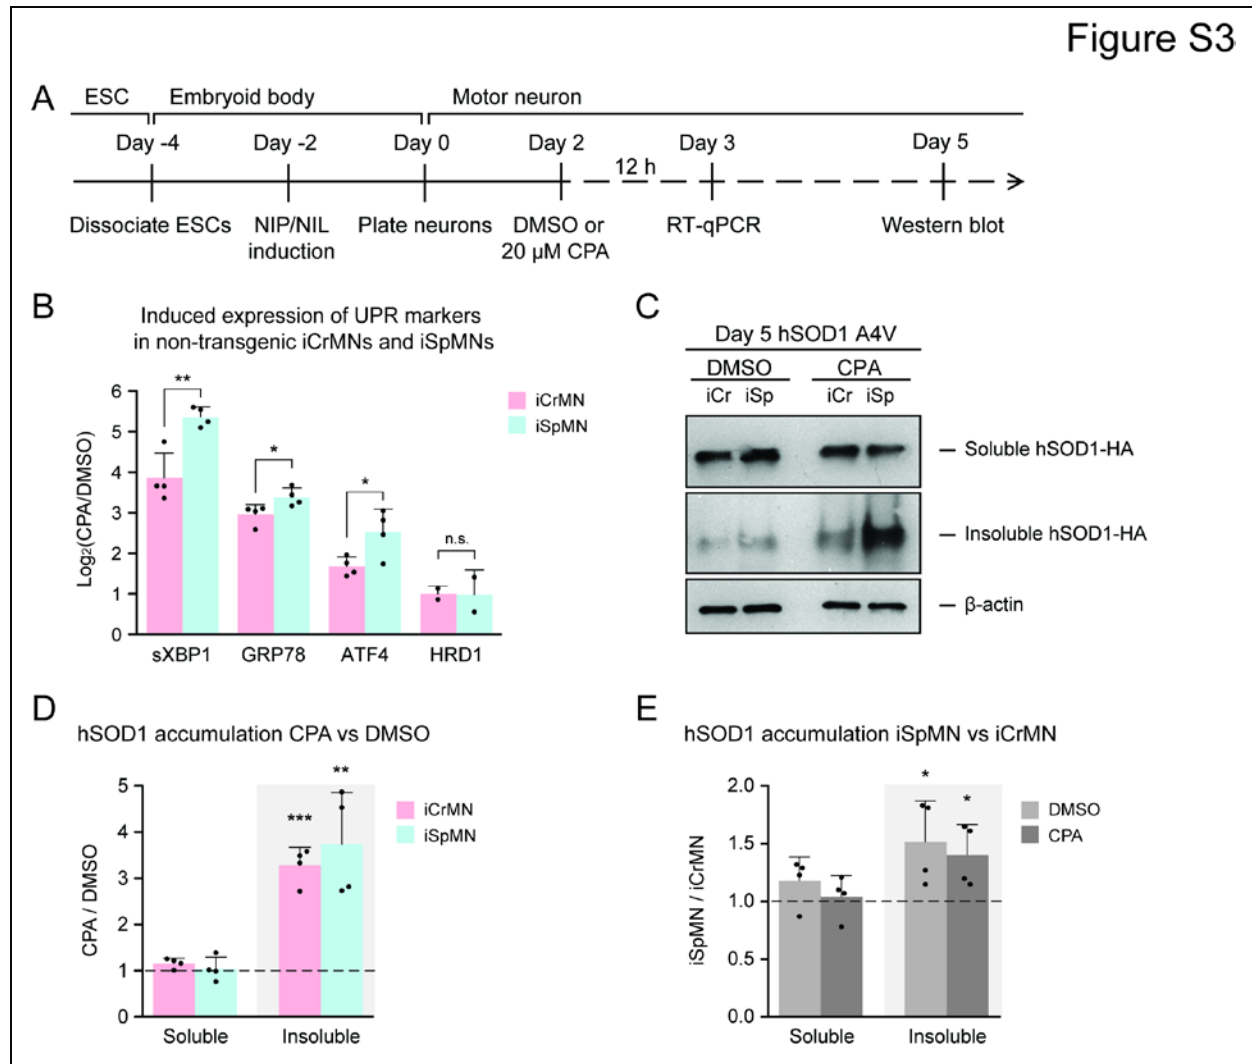 Figure S3
A
ESC Embryoid body Motor neuron
Day -4 Day -2 Day 0 Day 2 Day 3 Day 5
12 h
Dissociate ESCs NIP/NIL Plate neurons DMSO or RT-qPCR Western blot
induction 20 µM CPA
B
Induced expression of UPR markers
in non-transgenic iCrMNs and iSpMNs
Log₂(CPA/DMSO)
6
5
4
3
2
1
0
**
*
*
n.s.
iCrMN
iSpMN
sXBP1 GRP78 ATF4 HRD1
C
Day 5 hSOD1 A4V
DMSO CPA
iCr iSp iCr iSp
Soluble hSOD1-HA
Insoluble hSOD1-HA
β-actin
D
hSOD1 accumulation CPA vs DMSO
CPA / DMSO
5
4
3
2
1
0
***
**
iCrMN
iSpMN
Soluble Insoluble
E
hSOD1 accumulation iSpMN vs iCrMN
iSpMN / iCrMN
2.0
1.5
1.0
0.5
0.0
*
*
DMSO
CPA
Soluble Insoluble